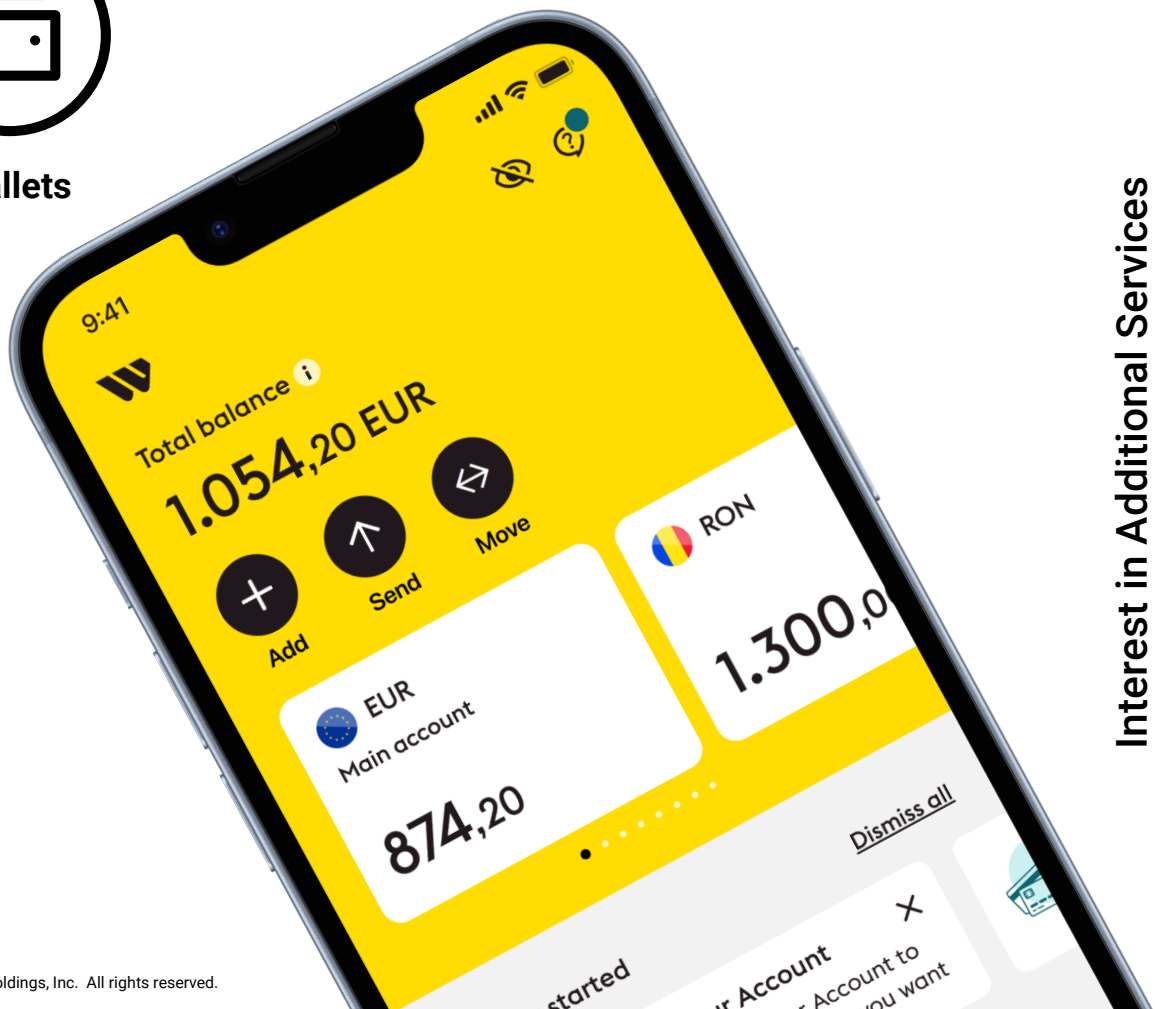 allets
9:41
Total balance i
1.054,20 EUR
Add
Send
Move
EUR
Main account
874,20
RON
1.300,0
Dismiss all
started
r Account
r Account to
ou want
oldings, Inc. All rights reserved.
Interest in Additional Services